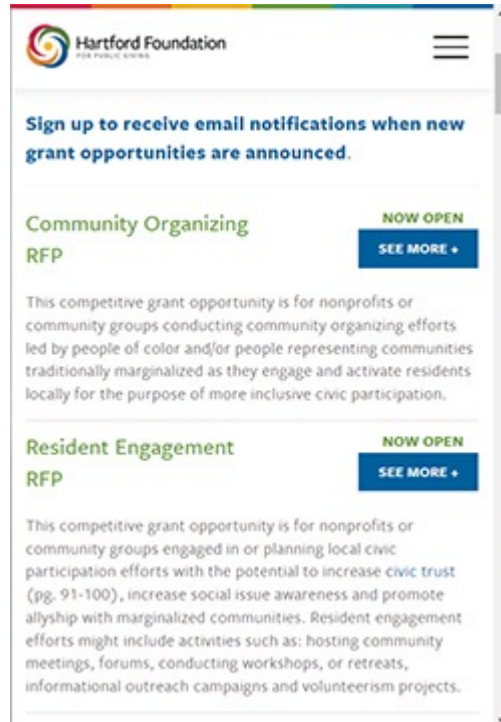 Hartford Foundation
FOR PUBLIC GIVING
Sign up to receive email notifications when new
grant opportunities are announced.
Community Organizing
RFP
NOW OPEN
SEE MORE +
This competitive grant opportunity is for nonprofits or
community groups conducting community organizing efforts
led by people of color and/or people representing communities
traditionally marginalized as they engage and activate residents
locally for the purpose of more inclusive civic participation.
Resident Engagement
RFP
NOW OPEN
SEE MORE +
This competitive grant opportunity is for nonprofits or
community groups engaged in or planning local civic
participation efforts with the potential to increase civic trust
(pg. 91-100), increase social issue awareness and promote
allyship with marginalized communities. Resident engagement
efforts might include activities such as: hosting community
meetings, forums, conducting workshops, or retreats,
informational outreach campaigns and volunteerism projects.